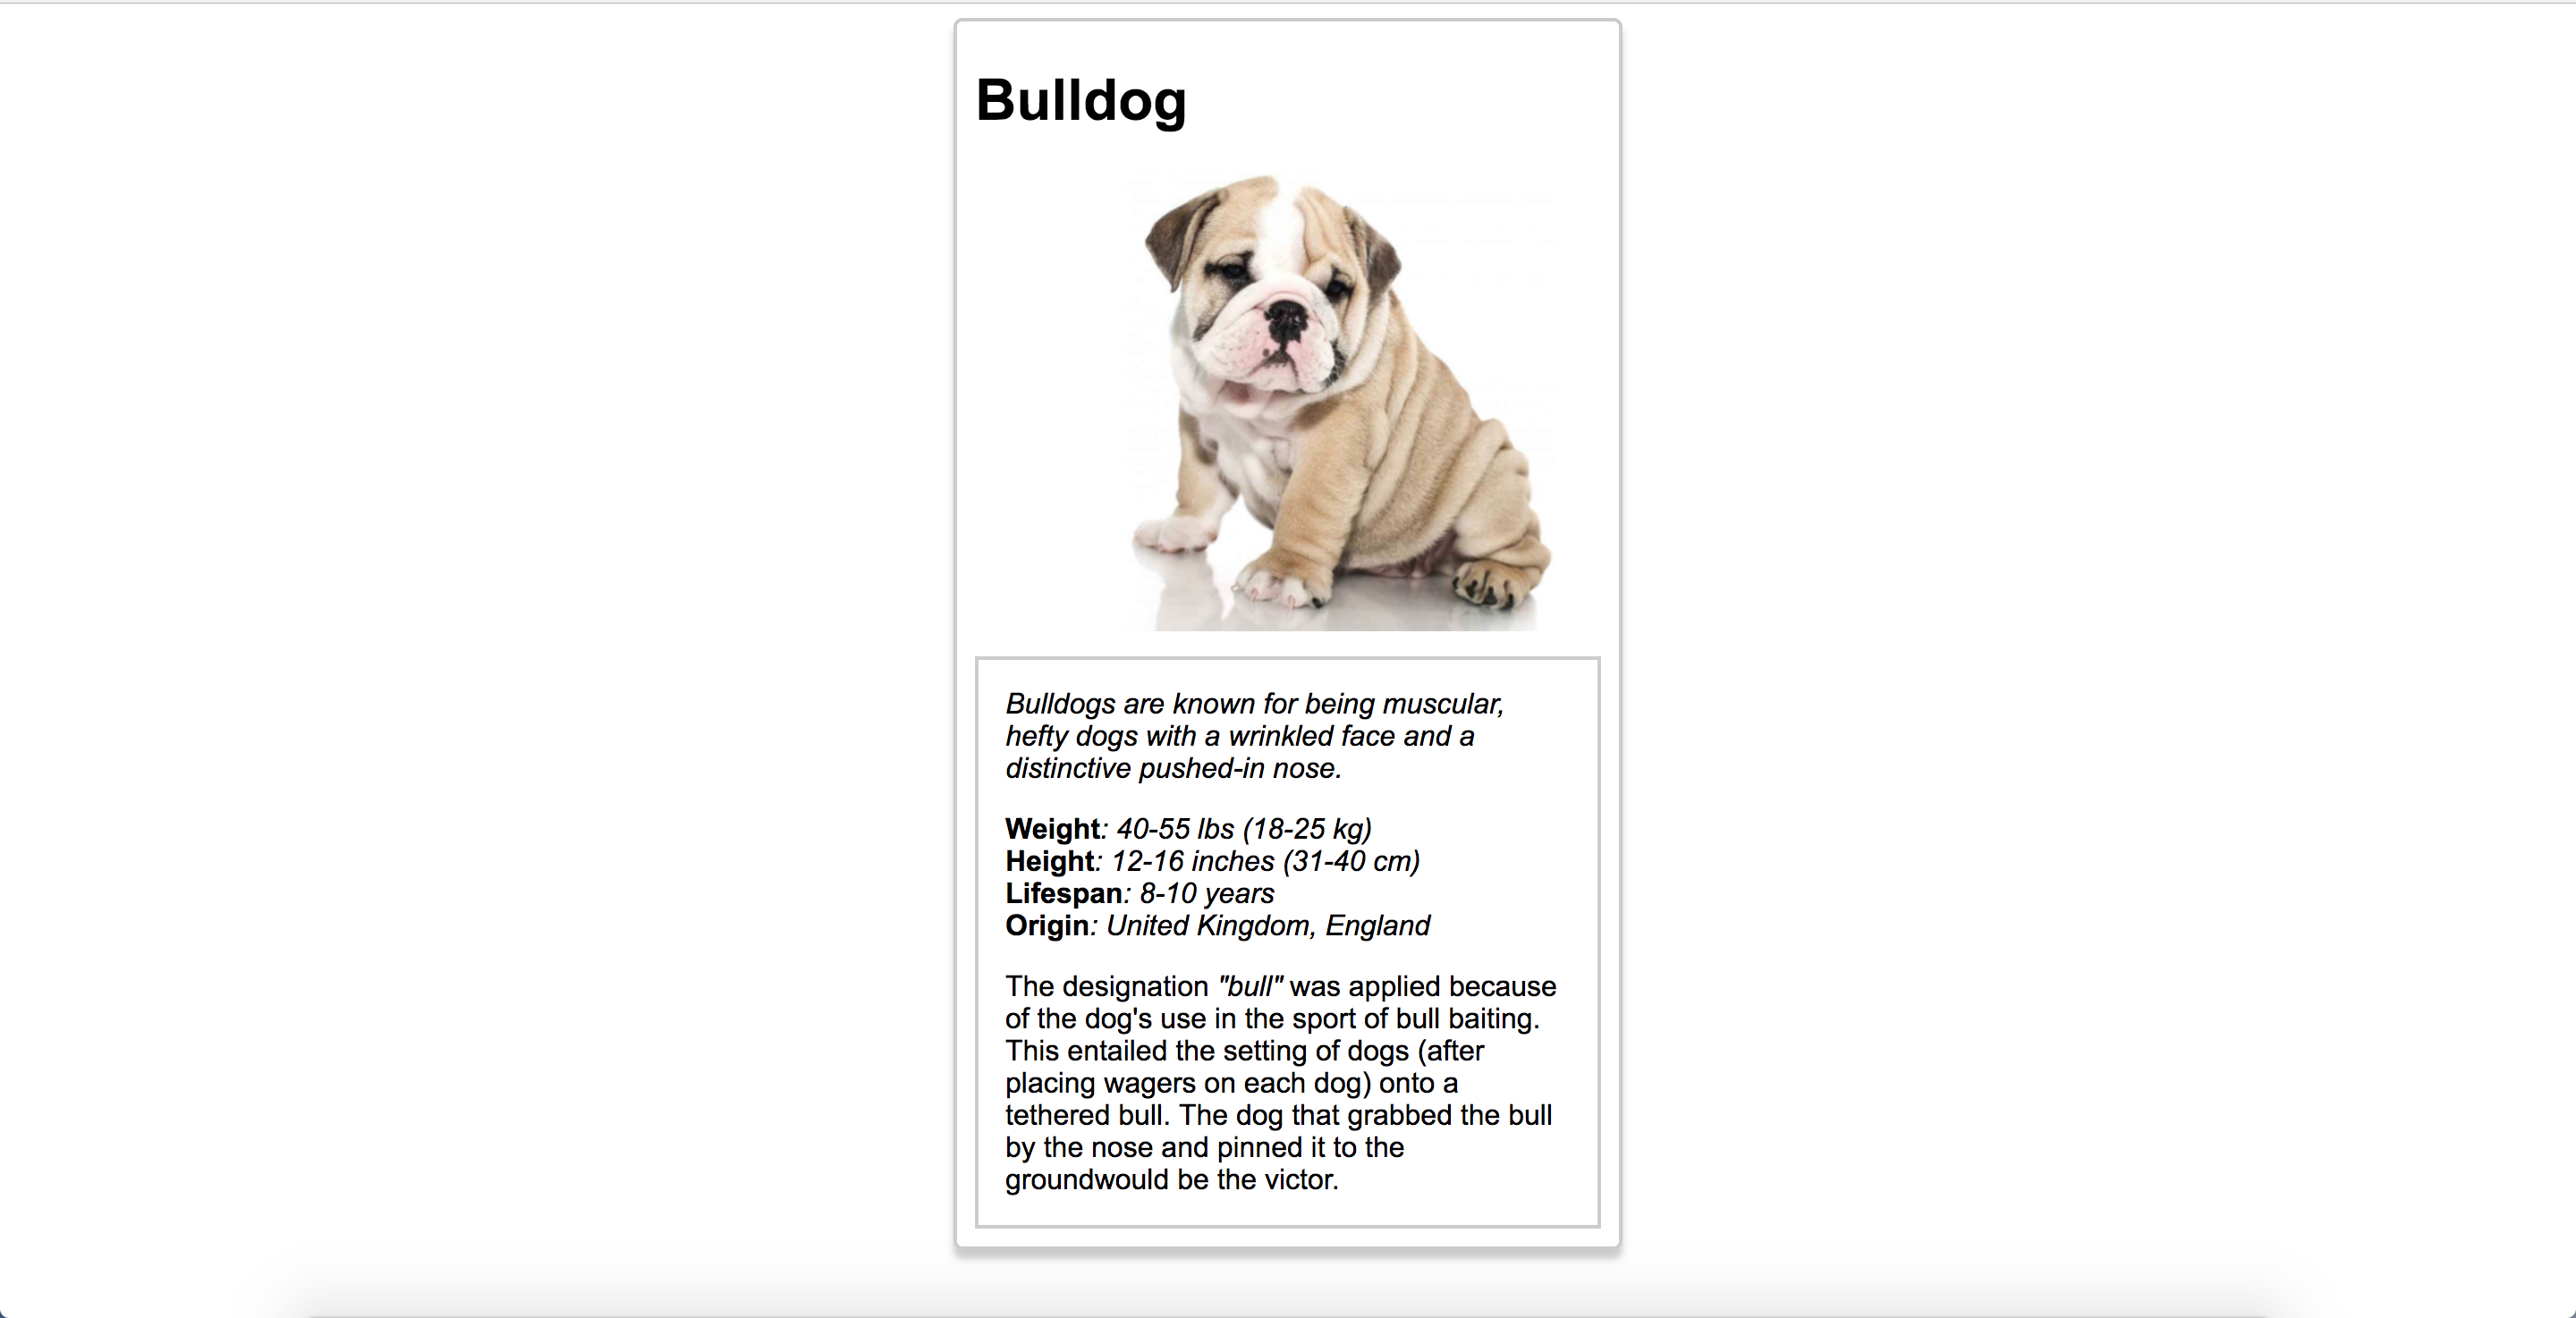 Bulldog
Bulldogs are known for being muscular,
hefty dogs with a wrinkled face and a
distinctive pushed-in nose.
Weight: 40-55 lbs (18-25 kg)
Height: 12-16 inches (31-40 cm)
Lifespan: 8-10 years
Origin: United Kingdom, England
The designation "bull" was applied because
of the dog's use in the sport of bull baiting.
This entailed the setting of dogs (after
placing wagers on each dog) onto a
tethered bull. The dog that grabbed the bull
by the nose and pinned it to the
groundwould be the victor.